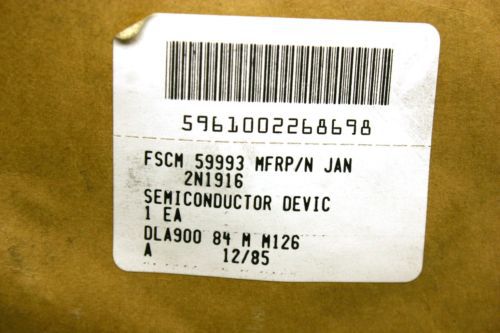 5961002268698
FSCM 59993 MFRP/N JAN
2N1916
SEMICONDUCTOR DEVIC
1 EA
DLA900 84 M M126
A 12/85